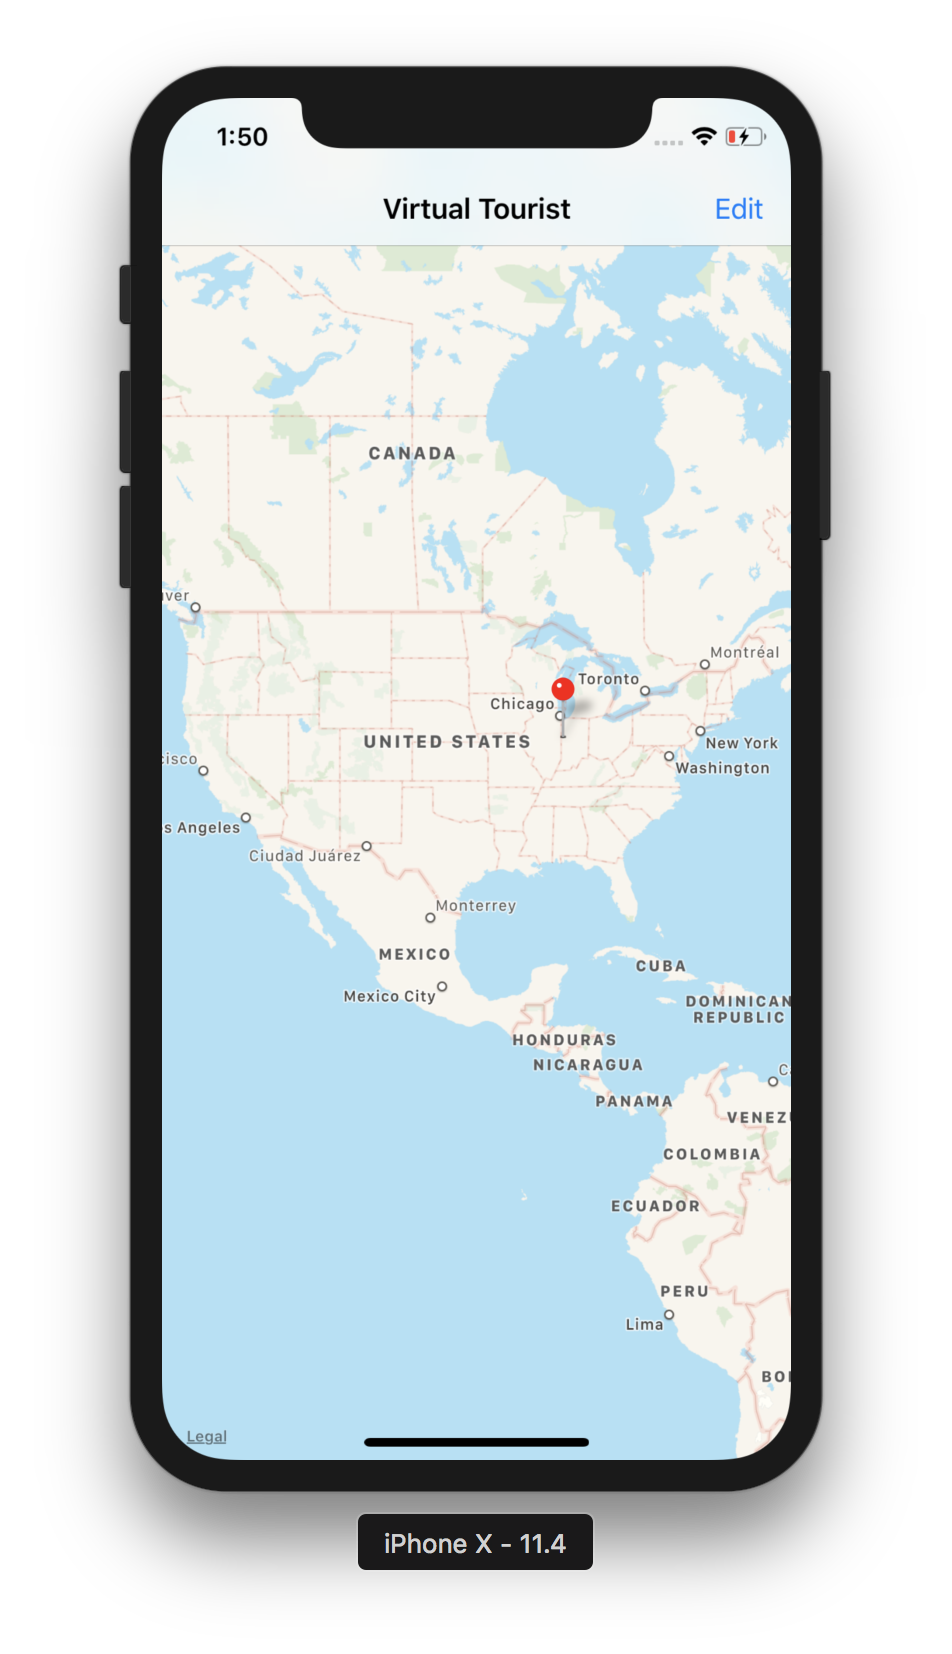 1:50
Virtual Tourist
Edit
CANADA
ver
Montréal
Toronto
Chicago
UNITED STATES
New York
cisco
Washington
s Angeles
Ciudad Juárez
Monterrey
MEXICO
CUBA
Mexico City
DOMINICAN
REPUBLIC
HONDURAS
NICARAGUA
C
PANAMA
VENEZ
COLOMBIA
ECUADOR
PERU
Lima
BO
Legal
iPhone X - 11.4